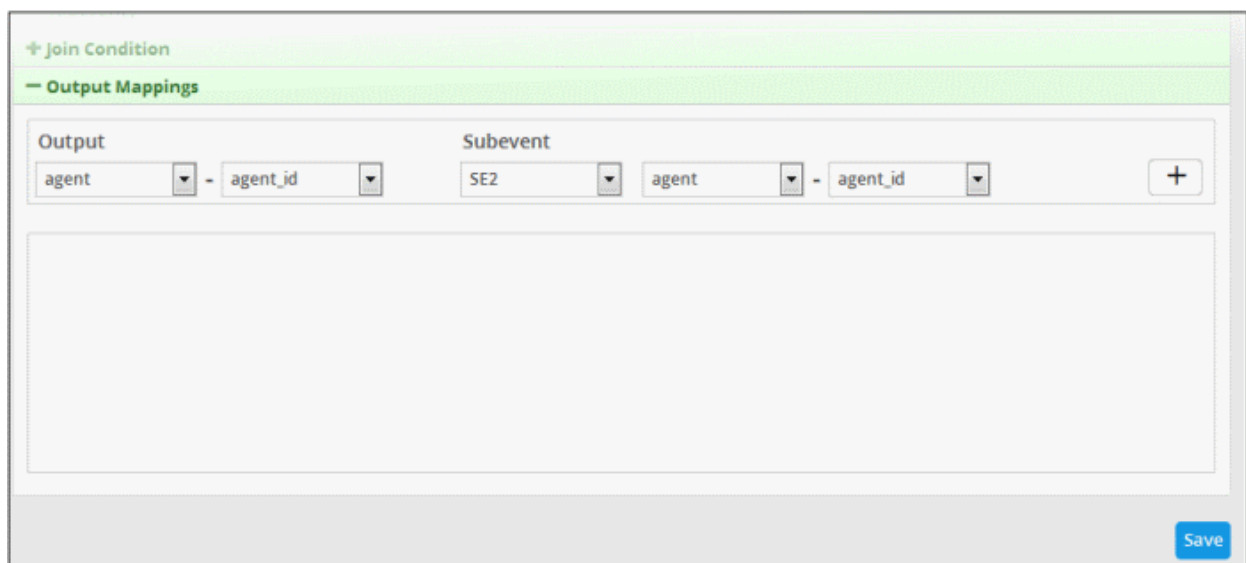 + Join Condition
− Output Mappings
Output Subevent
agent - agent_id SE2 agent - agent_id +
Save